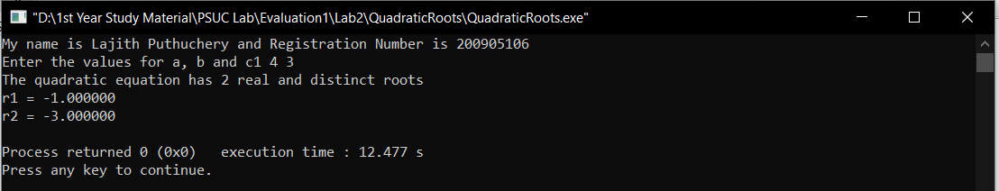 "D:\1st Year Study Material\PSUC Lab\Evaluation1\Lab2\QuadraticRoots\QuadraticRoots.exe"
My name is Lajith Puthuchery and Registration Number is 200905106
Enter the values for a, b and c1 4 3
The quadratic equation has 2 real and distinct roots
r1 = -1.000000
r2 = -3.000000
Process returned 0 (0x0)   execution time : 12.477 s
Press any key to continue.